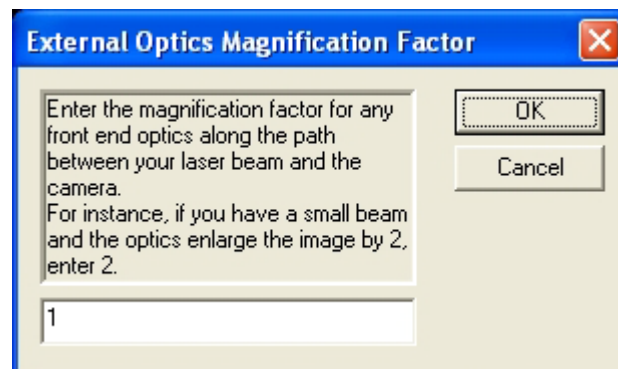 External Optics Magnification Factor
Enter the magnification factor for any
front end optics along the path
between your laser beam and the
camera.
For instance, if you have a small beam
and the optics enlarge the image by 2,
enter 2.
OK
Cancel
1